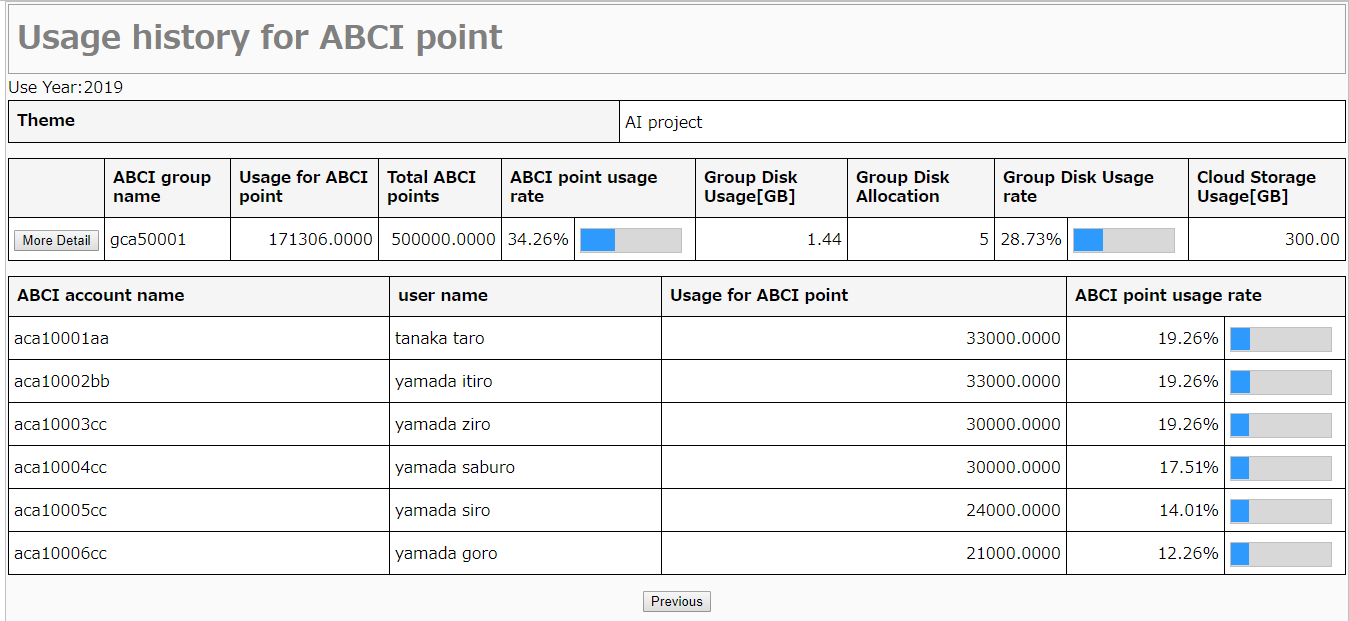 Usage history for ABCI point
Use Year:2019
Theme AI project
ABCI group name Usage for ABCI point Total ABCI points ABCI point usage rate Group Disk Usage[GB] Group Disk Allocation Group Disk Usage rate Cloud Storage Usage[GB]
More Detail gca50001 171306.0000 500000.0000 34.26% 1.44 5 28.73% 300.00
ABCI account name user name Usage for ABCI point ABCI point usage rate
aca10001aa tanaka taro 33000.0000 19.26%
aca10002bb yamada itiro 33000.0000 19.26%
aca10003cc yamada ziro 30000.0000 19.26%
aca10004cc yamada saburo 30000.0000 17.51%
aca10005cc yamada siro 24000.0000 14.01%
aca10006cc yamada goro 21000.0000 12.26%
Previous